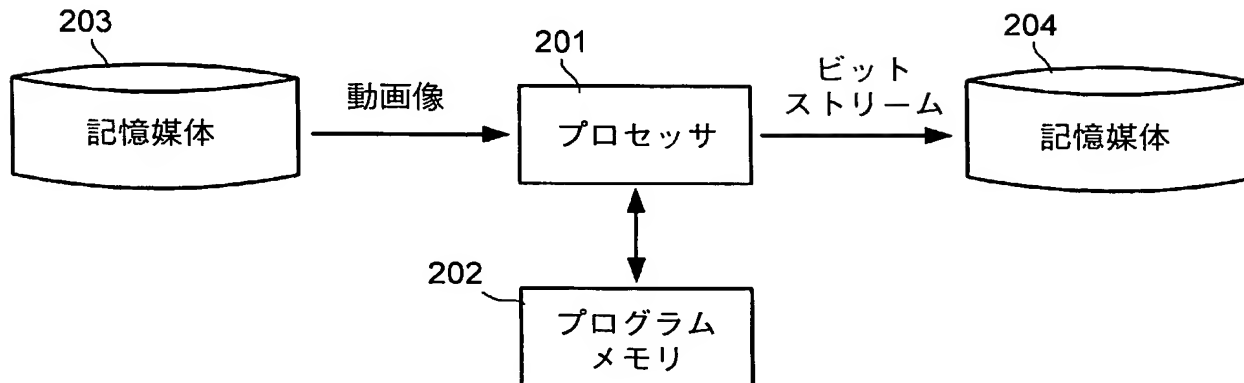 203
記憶媒体
動画像
201
プロセッサ
ビット
ストリーム
204
記憶媒体
202
プログラム
メモリ